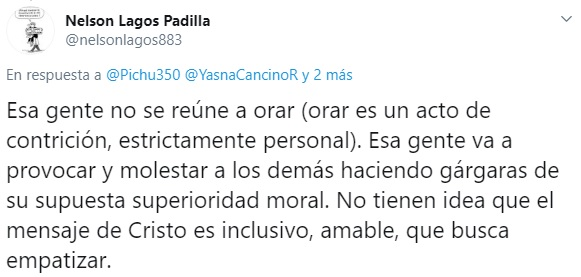 Nelson Lagos Padilla
@nelsonlagos883
En respuesta a @Pichu350 @YasnaCancinoR y 2 más
Esa gente no se reúne a orar (orar es un acto de
contrición, estrictamente personal). Esa gente va a
provocar y molestar a los demás haciendo gárgaras de
su supuesta superioridad moral. No tienen idea que el
mensaje de Cristo es inclusivo, amable, que busca
empatizar.